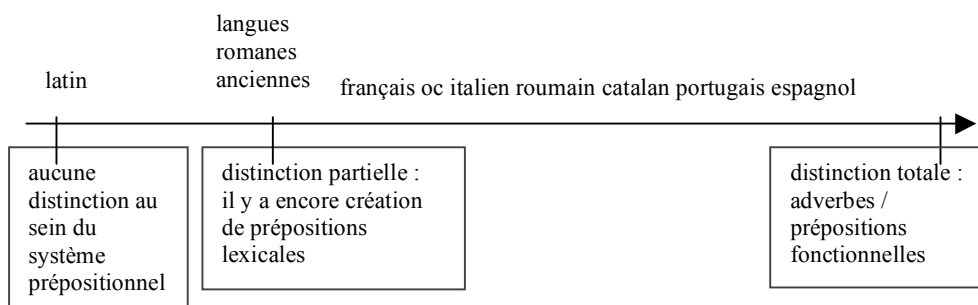 latin
langues
romanes
anciennes
français oc italien roumain catalan portugais espagnol
aucune
distinction au
sein du
système
prépositionnel
distinction partielle :
il y a encore création
de prépositions
lexicales
distinction totale :
adverbes /
prépositions
fonctionnelles